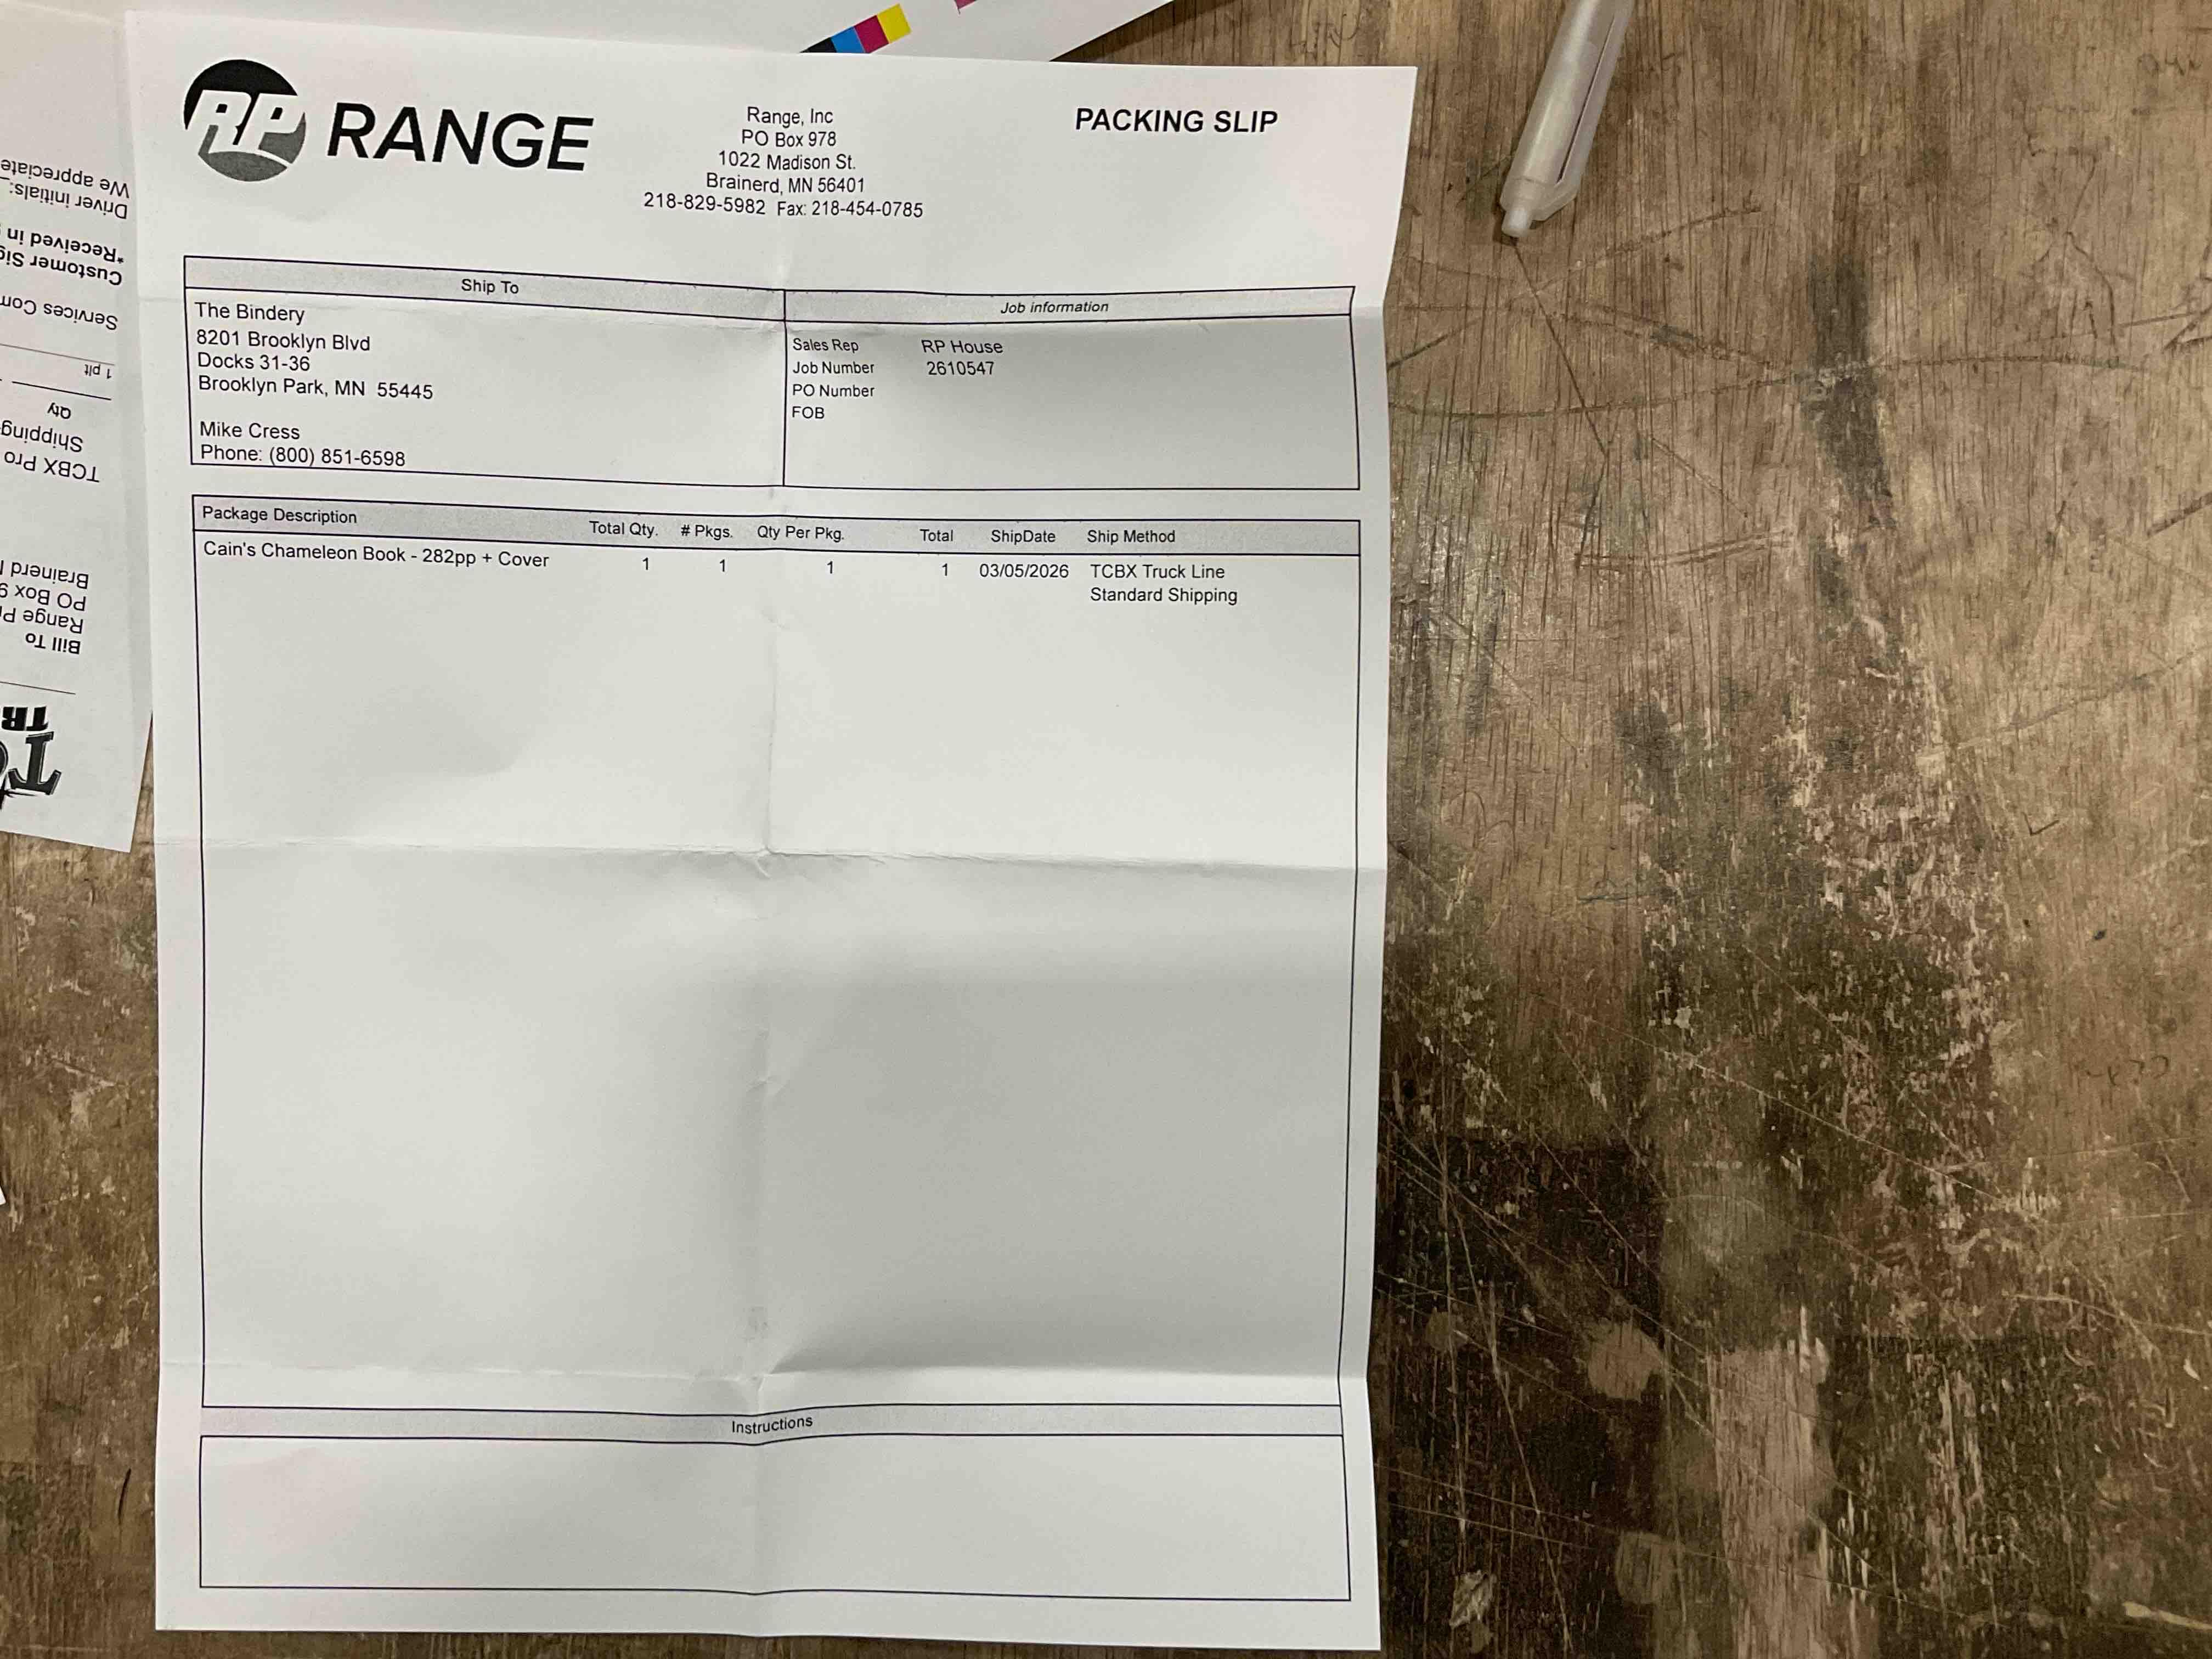 RP RANGE
Range, Inc
PO Box 978
1022 Madison St.
Brainerd, MN 56401
218-829-5982 Fax: 218-454-0785
PACKING SLIP
Ship To
The Bindery
8201 Brooklyn Blvd
Docks 31-36
Brooklyn Park, MN 55445
Mike Cress
Phone: (800) 851-6598
Job information
Sales Rep RP House
Job Number 2610547
PO Number
FOB
Package Description Total Qty. # Pkgs. Qty Per Pkg. Total ShipDate Ship Method
Cain's Chameleon Book - 282pp + Cover 1 1 1 1 03/05/2026 TCBX Truck Line
Standard Shipping
Instructions
Bill To
Range
PO Box
Brainerd
TCBX Pro
Shipping
Qty
1 plt
Services
Customer
*Received in
Driver initials:
We appreciate